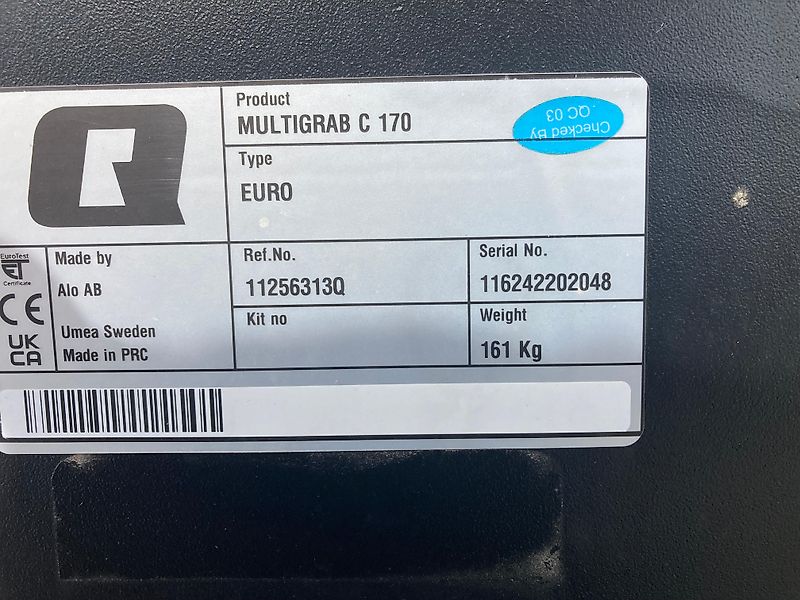 Product
MULTIGRAB C 170
Checked By
QC 03
Type
EURO
EuroTest
ET
Certificate
CE
UK
CA
Made by
Alo AB
Umea Sweden
Made in PRC
Ref.No.
11256313Q
Serial No.
116242202048
Kit no
Weight
161 Kg